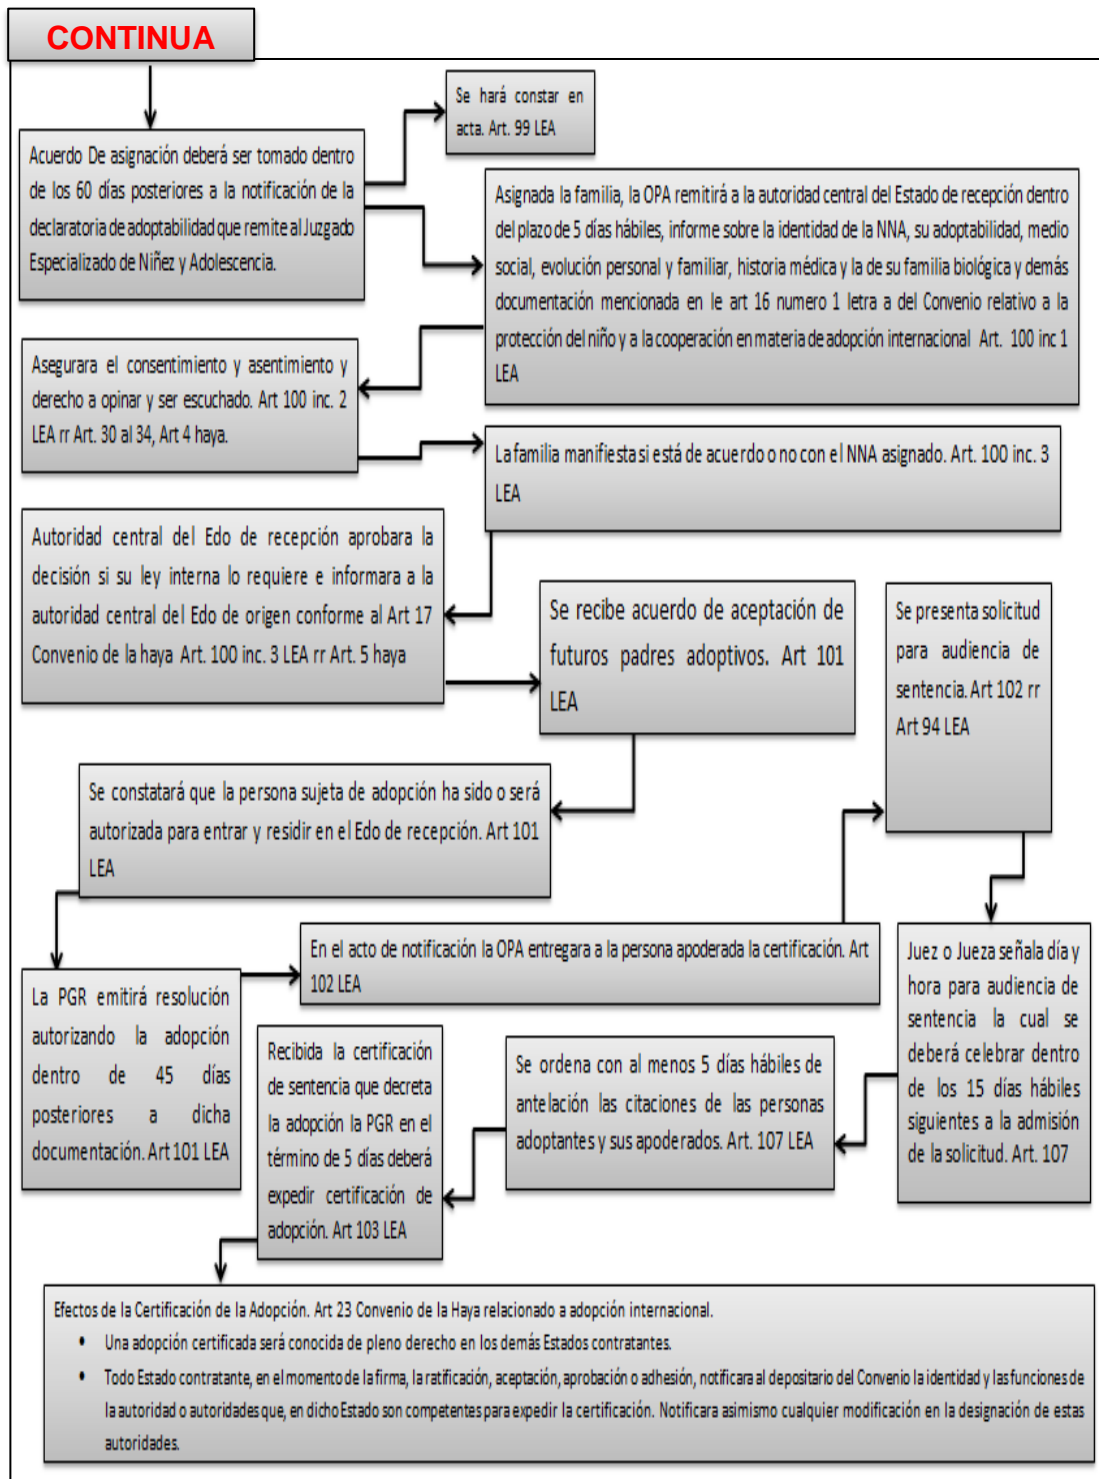 CONTINUA
Se hará constar en
acta. Art. 99 LEA
Acuerdo De asignación deberá ser tomado dentro
de los 60 días posteriores a la notificación de la
declaratoria de adoptabilidad que remite al Juzgado
Especializado de Niñez y Adolescencia.
Asignada la familia, la OPA remitirá a la autoridad central del Estado de recepción dentro
del plazo de 5 días hábiles, informe sobre la identidad de la NNA, su adoptabilidad, medio
social, evolución personal y familiar, historia médica y la de su familia biológica y demás
documentación mencionada en le art 16 numero 1 letra a del Convenio relativo a la
protección del niño y a la cooperación en materia de adopción internacional Art. 100 inc 1
LEA
Asegurara el consentimiento y asentimiento y
derecho a opinar y ser escuchado. Art 100 inc. 2
LEA rr Art. 30 al 34, Art 4 haya.
La familia manifiesta si está de acuerdo o no con el NNA asignado. Art. 100 inc. 3
LEA
Autoridad central del Edo de recepción aprobara la
decisión si su ley interna lo requiere e informara a la
autoridad central del Edo de origen conforme al Art 17
Convenio de la haya Art. 100 inc. 3 LEA rr Art. 5 haya
Se recibe acuerdo de aceptación de
futuros padres adoptivos. Art 101
LEA
Se presenta solicitud
para audiencia de
sentencia. Art 102 rr
Art 94 LEA
Se constatará que la persona sujeta de adopción ha sido o será
autorizada para entrar y residir en el Edo de recepción. Art 101
LEA
En el acto de notificación la OPA entregara a la persona apoderada la certificación. Art
102 LEA
La PGR emitirá resolución
autorizando la adopción
dentro de 45 días
posteriores a dicha
documentación. Art 101 LEA
Juez o Jueza señala día y
hora para audiencia de
sentencia la cual se
deberá celebrar dentro
de los 15 días hábiles
siguientes a la admisión
de la solicitud. Art. 107
Se ordena con al menos 5 días hábiles de
antelación las citaciones de las personas
adoptantes y sus apoderados. Art. 107 LEA
Recibida la certificación
de sentencia que decreta
la adopción la PGR en el
término de 5 días deberá
expedir certificación de
adopción. Art 103 LEA
Efectos de la Certificación de la Adopción. Art 23 Convenio de la Haya relacionado a adopción internacional.
• Una adopción certificada será conocida de pleno derecho en los demás Estados contratantes.
• Todo Estado contratante, en el momento de la firma, la ratificación, aceptación, aprobación o adhesión, notificara al depositario del Convenio la identidad y las funciones de
la autoridad o autoridades que, en dicho Estado son competentes para expedir la certificación. Notificara asimismo cualquier modificación en la designación de estas
autoridades.